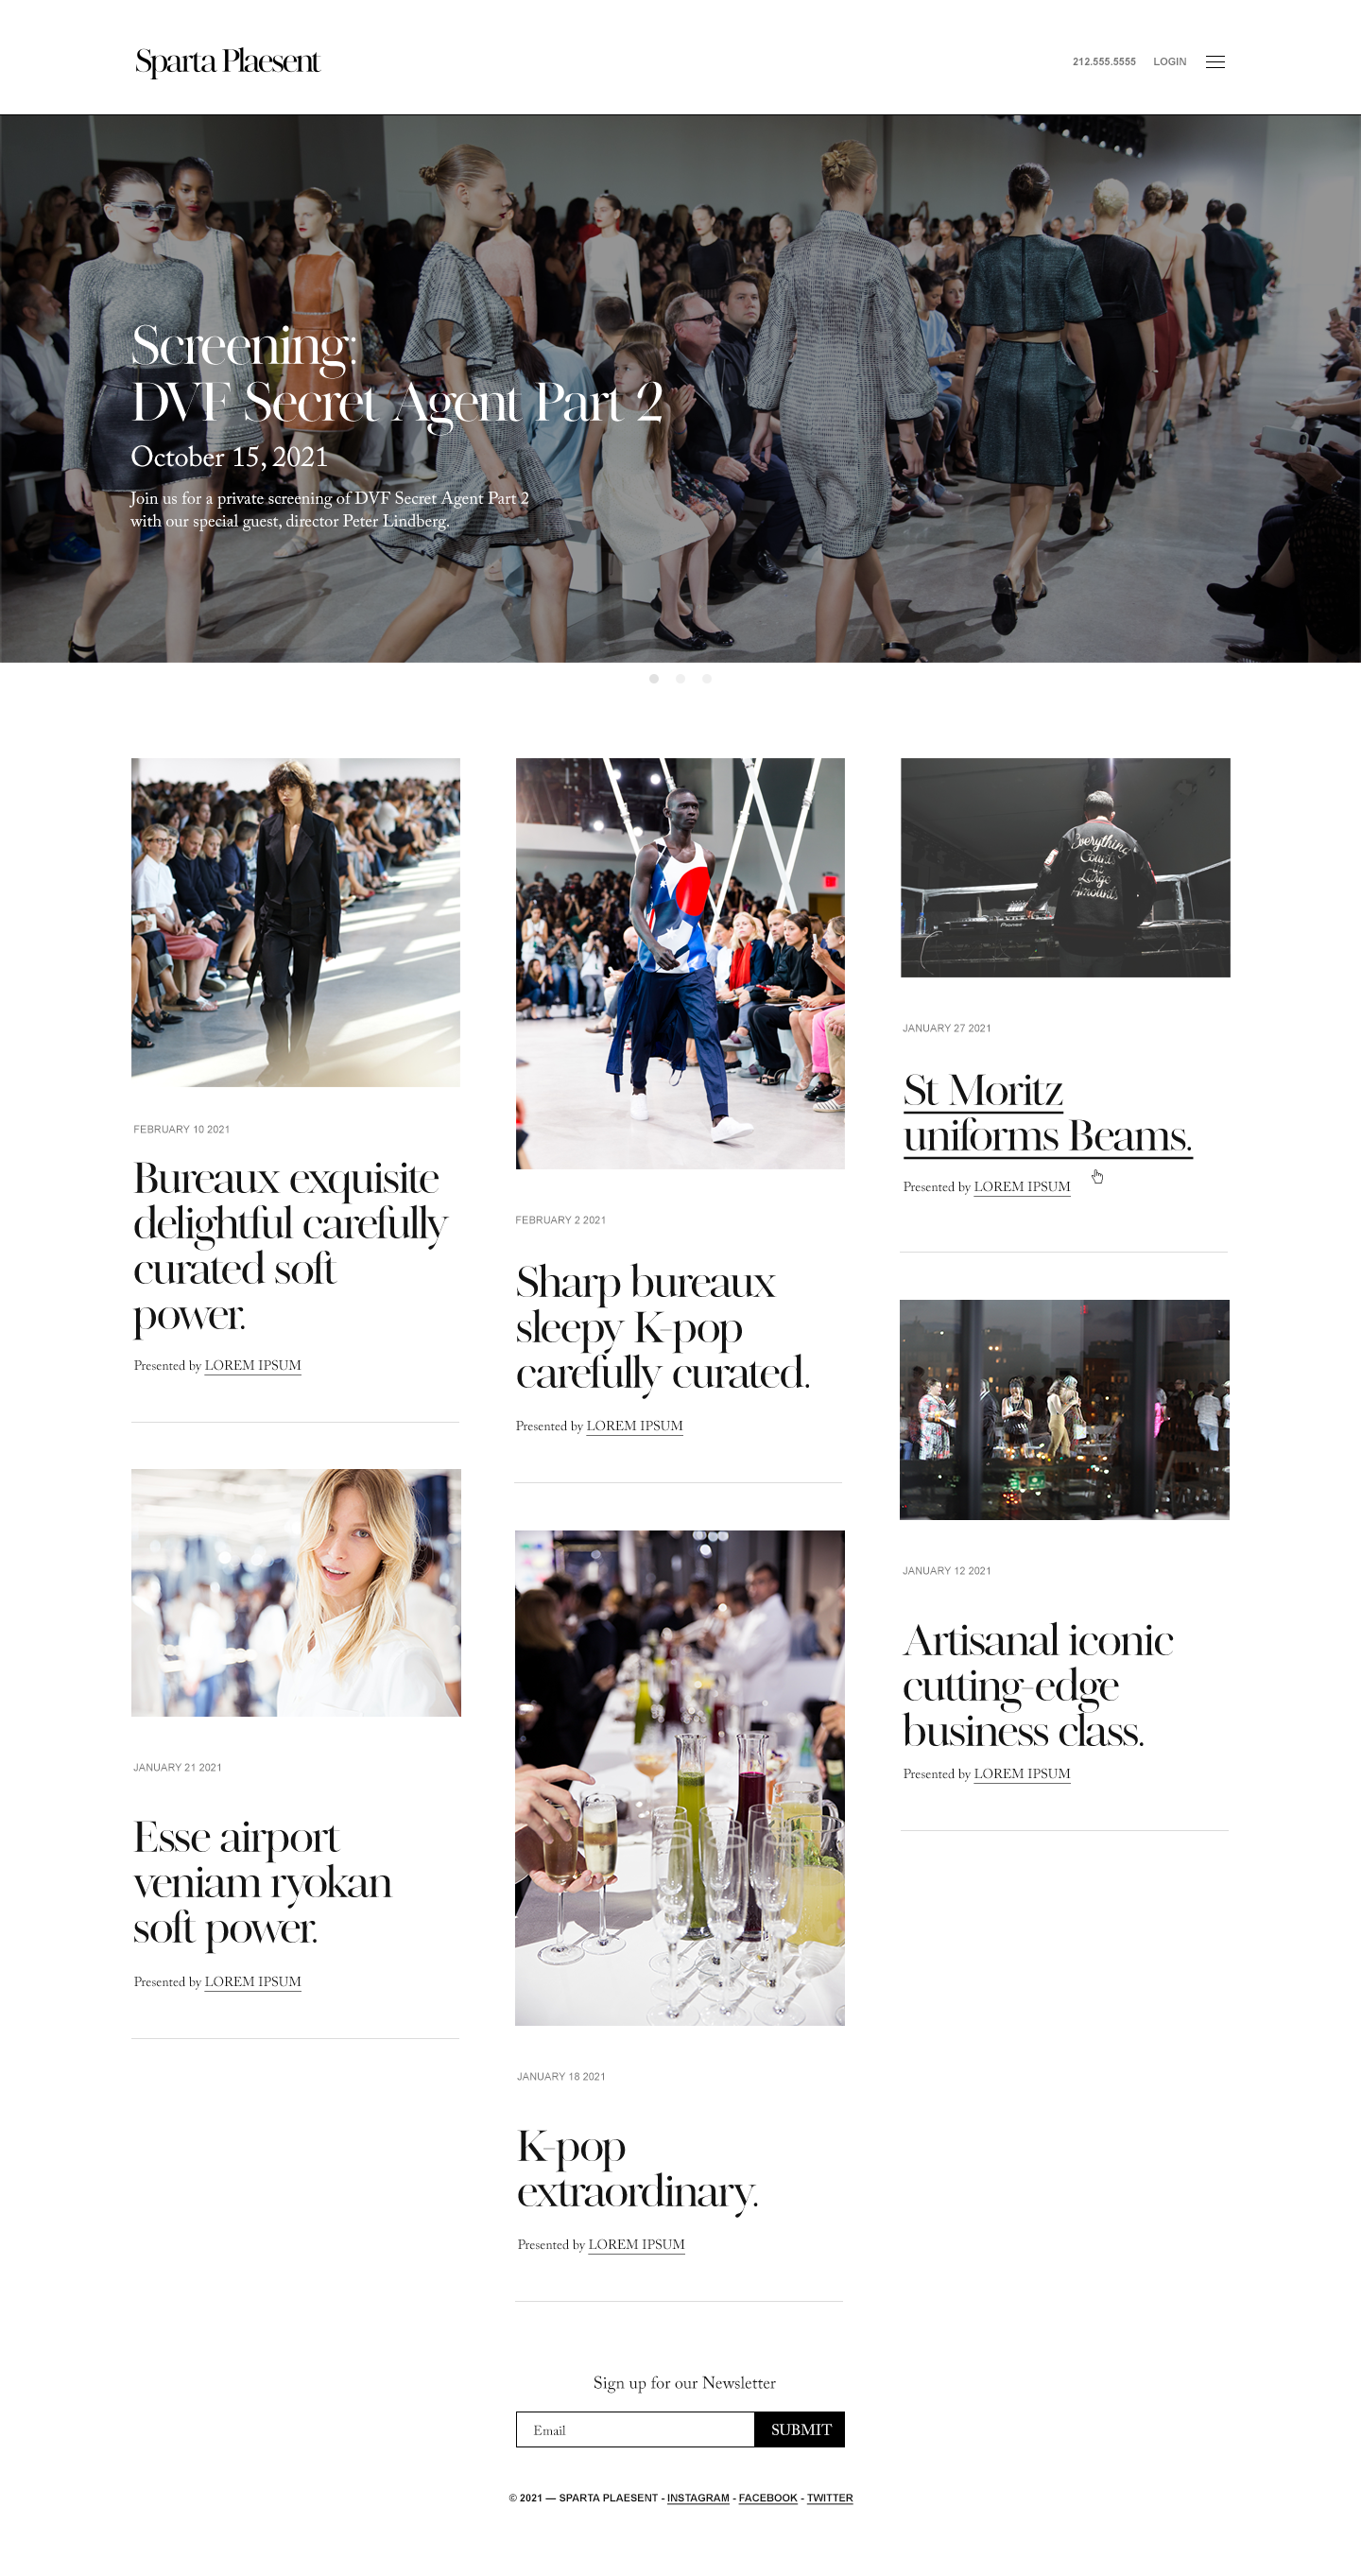 Sparta Plaesent
212.555.5555 LOGIN
Screening:
DVF Secret Agent Part 2
October 15, 2021
Join us for a private screening of DVF Secret Agent Part 2
with our special guest, director Peter Lindberg.
FEBRUARY 10 2021
Bureaux exquisite
delightful carefully
curated soft
power.
Presented by LOREM IPSUM
JANUARY 21 2021
Esse airport
veniam ryokan
soft power.
Presented by LOREM IPSUM
FEBRUARY 2 2021
Sharp bureaux
sleepy K-pop
carefully curated.
Presented by LOREM IPSUM
JANUARY 18 2021
K-pop
extraordinary.
Presented by LOREM IPSUM
Everything
Counts
in
Large
Amounts
Pioneer
JANUARY 27 2021
St Moritz
uniforms Beams.
Presented by LOREM IPSUM
JANUARY 12 2021
Artisanal iconic
cutting-edge
business class.
Presented by LOREM IPSUM
Sign up for our Newsletter
Email SUBMIT
© 2021 — SPARTA PLAESENT - INSTAGRAM - FACEBOOK - TWITTER